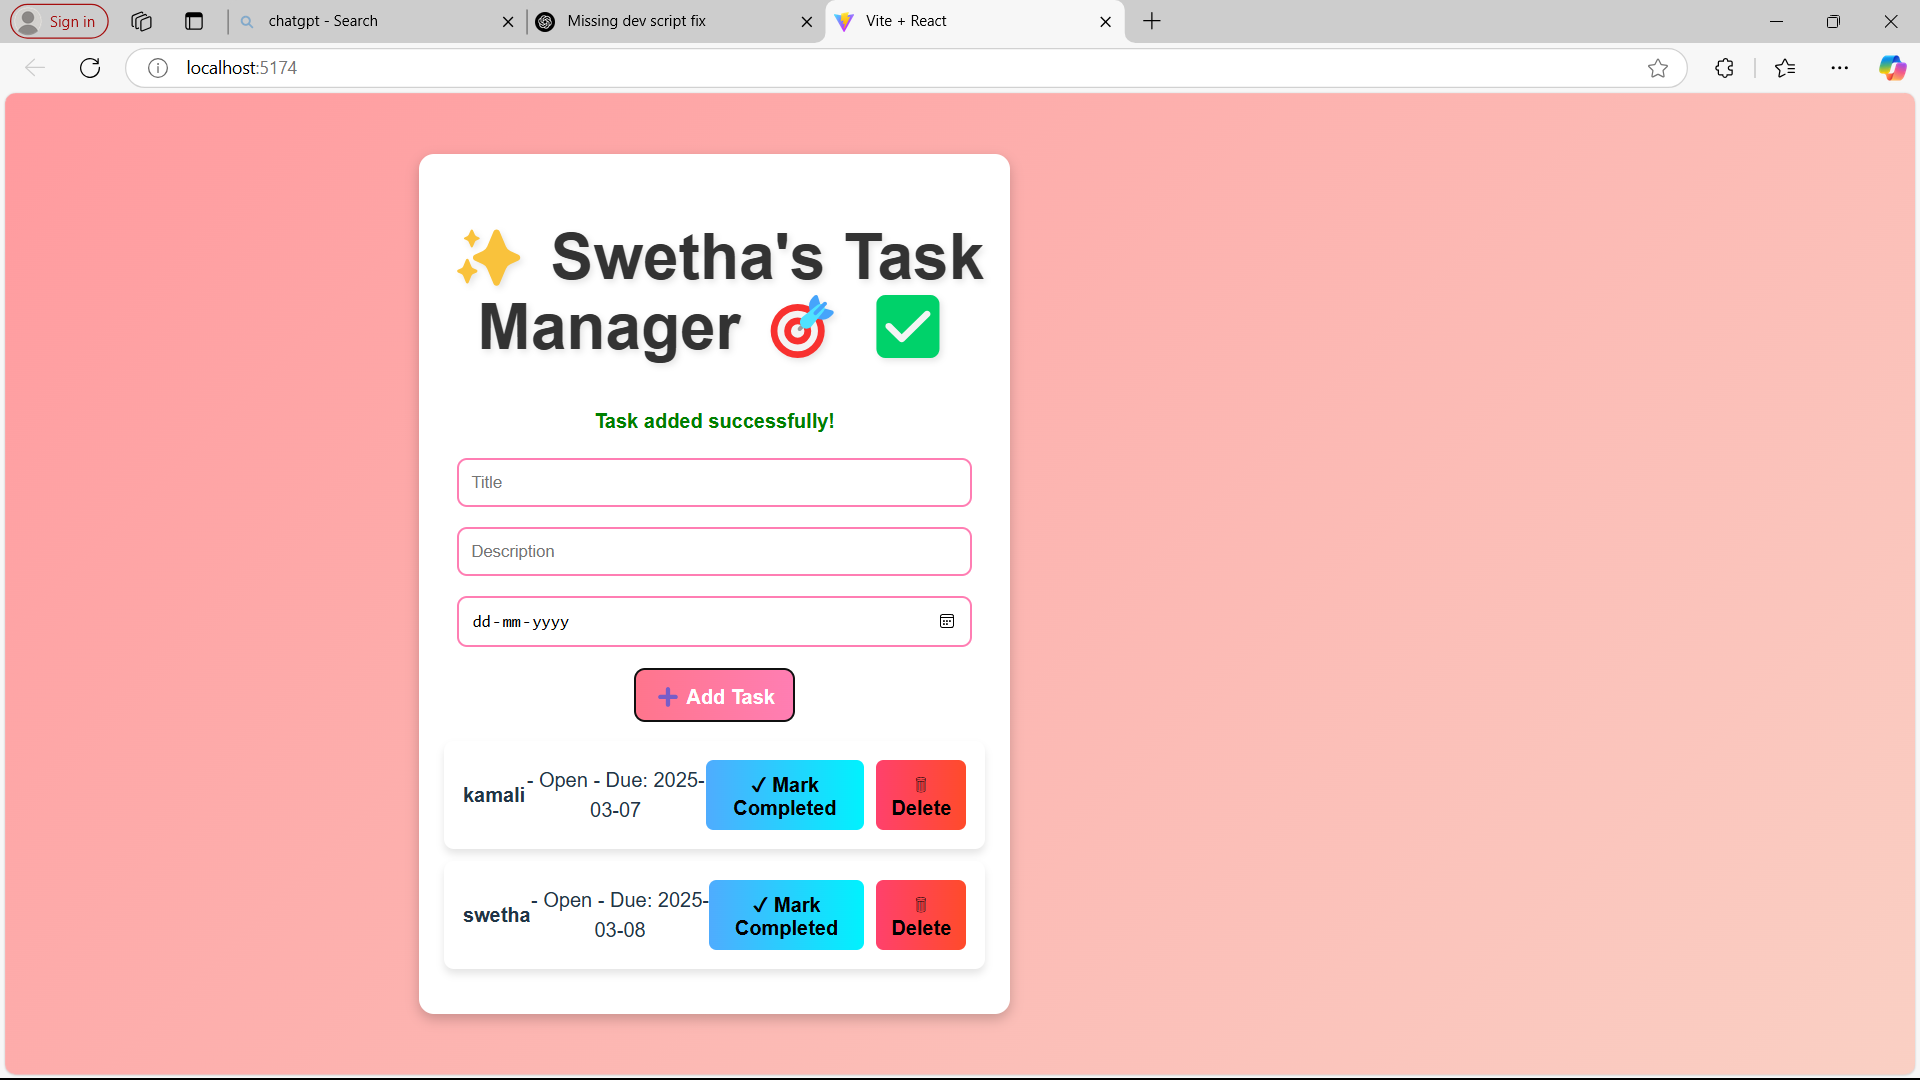 Sign in
chatgpt - Search
Missing dev script fix
Vite + React
localhost:5174
✨ Swetha's Task
Manager 🎯 ✅
Task added successfully!
Title
Description
dd-mm-yyyy
➕ Add Task
kamali
- Open - Due: 2025-
03-07
✓ Mark
Completed
🗑
Delete
swetha
- Open - Due: 2025-
03-08
✓ Mark
Completed
🗑
Delete